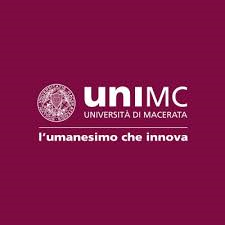 uniMC
UNIVERSITÀ DI MACERATA
l'umanesimo che innova